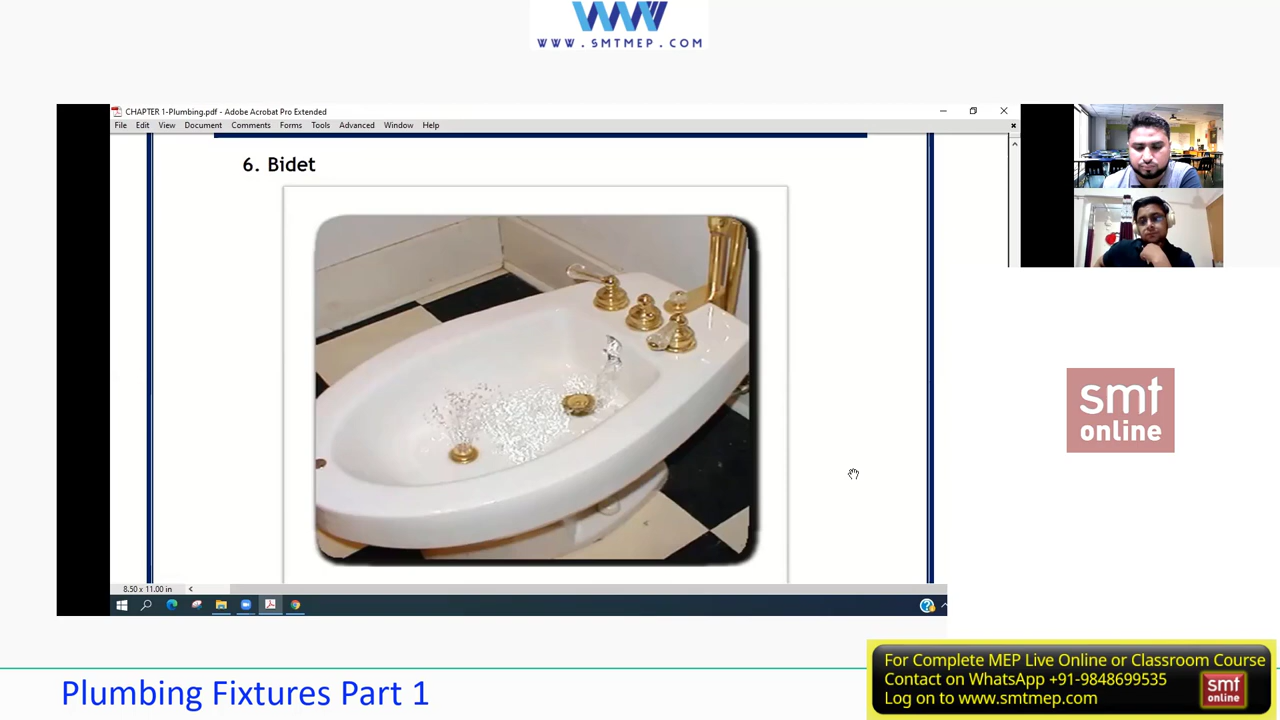 WWW.SMTMEP.COM
CHAPTER 1-Plumbing.pdf - Adobe Acrobat Pro Extended
File Edit View Document Comments Forms Tools Advanced Window Help
6. Bidet
smt
online
8.50 x 11.00 in
Plumbing Fixtures Part 1
For Complete MEP Live Online or Classroom Course
Contact on WhatsApp +91-9848699535
Log on to www.smtmep.com
smt
online